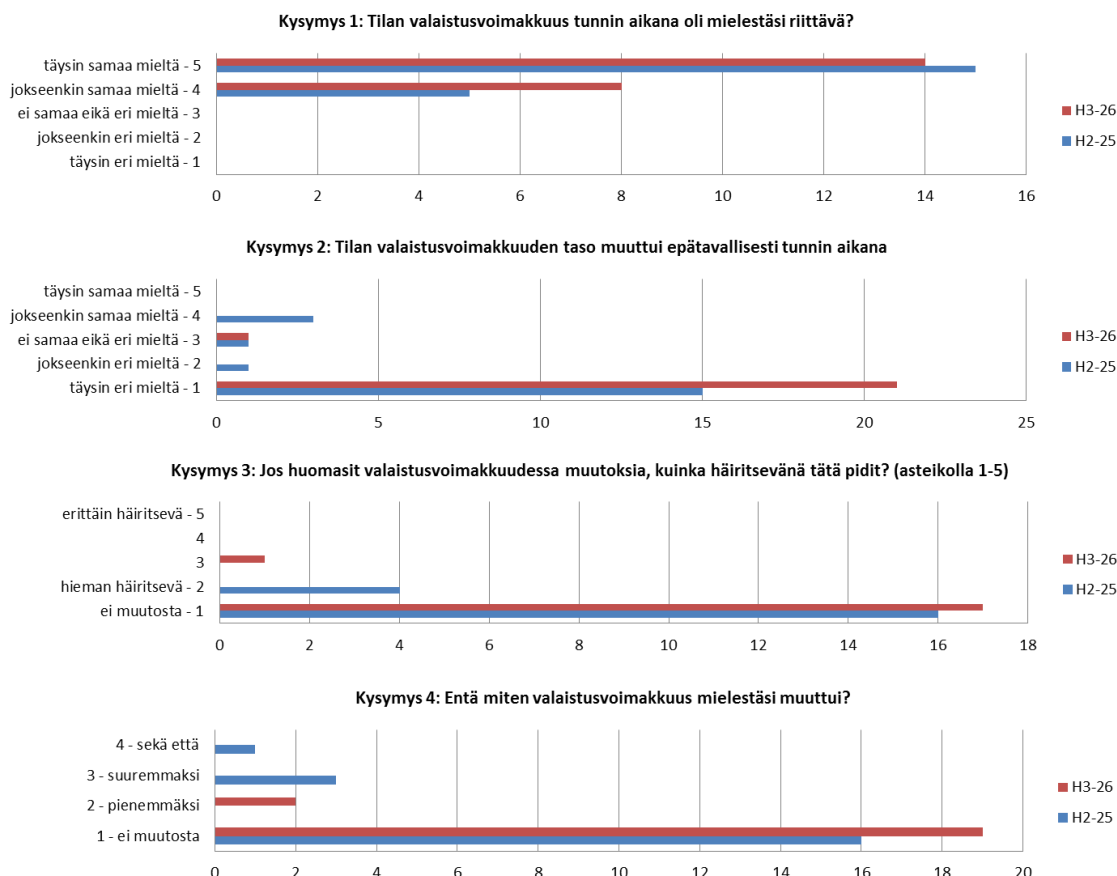 Kysymys 1: Tilan valaistusvoimakkuus tunnin aikana oli mielestäsi riittävä?
täysin samaa mieltä - 5
jokseenkin samaa mieltä - 4
ei samaa eikä eri mieltä - 3
jokseenkin eri mieltä - 2
täysin eri mieltä - 1
H3-26
H2-25
0 2 4 6 8 10 12 14 16
Kysymys 2: Tilan valaistusvoimakkuuden taso muuttui epätavallisesti tunnin aikana
täysin samaa mieltä - 5
jokseenkin samaa mieltä - 4
ei samaa eikä eri mieltä - 3
jokseenkin eri mieltä - 2
täysin eri mieltä - 1
H3-26
H2-25
0 5 10 15 20 25
Kysymys 3: Jos huomasit valaistusvoimakkuudessa muutoksia, kuinka häiritsevänä tätä pidit? (asteikolla 1-5)
erittäin häiritsevä - 5
4
3
hieman häiritsevä - 2
ei muutosta - 1
H3-26
H2-25
0 2 4 6 8 10 12 14 16 18
Kysymys 4: Entä miten valaistusvoimakkuus mielestäsi muuttui?
4 - sekä että
3 - suuremmaksi
2 - pienemmäksi
1 - ei muutosta
H3-26
H2-25
0 2 4 6 8 10 12 14 16 18 20